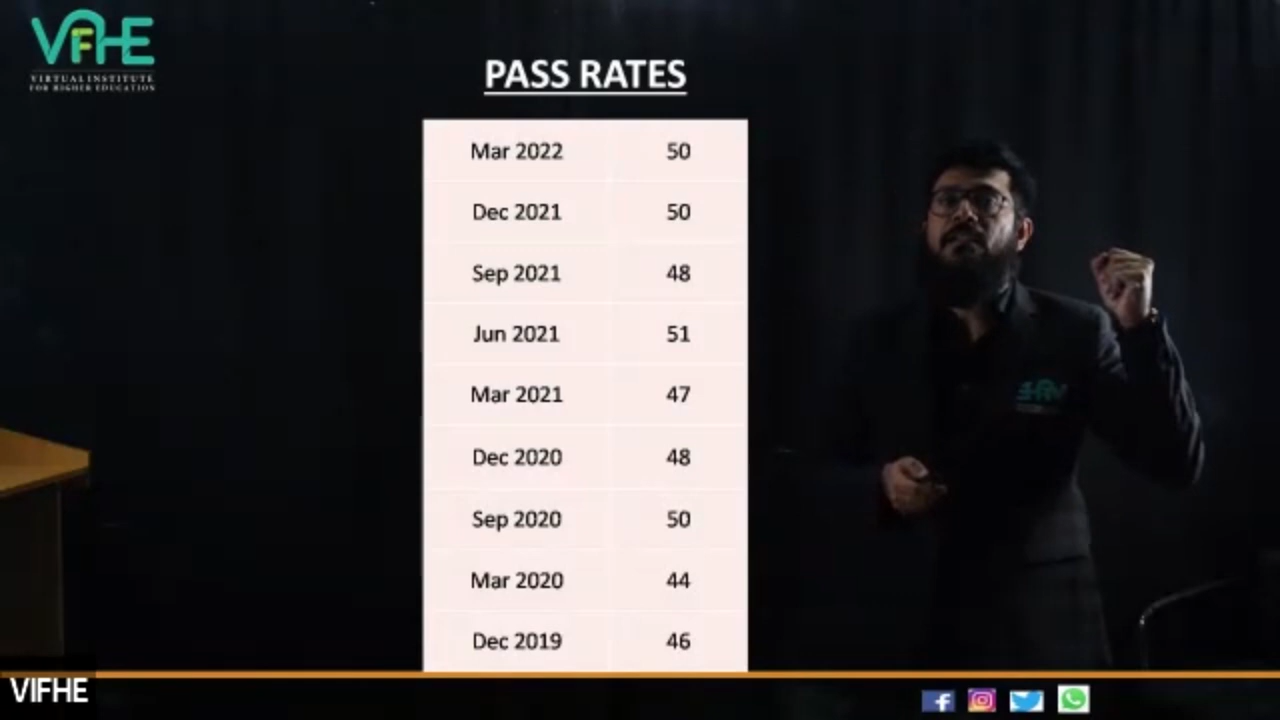 VIFHE
VIRTUAL INSTITUTE
FOR HIGHER EDUCATION
PASS RATES
Mar 2022 50
Dec 2021 50
Sep 2021 48
Jun 2021 51
Mar 2021 47
Dec 2020 48
Sep 2020 50
Mar 2020 44
Dec 2019 46
VIFHE